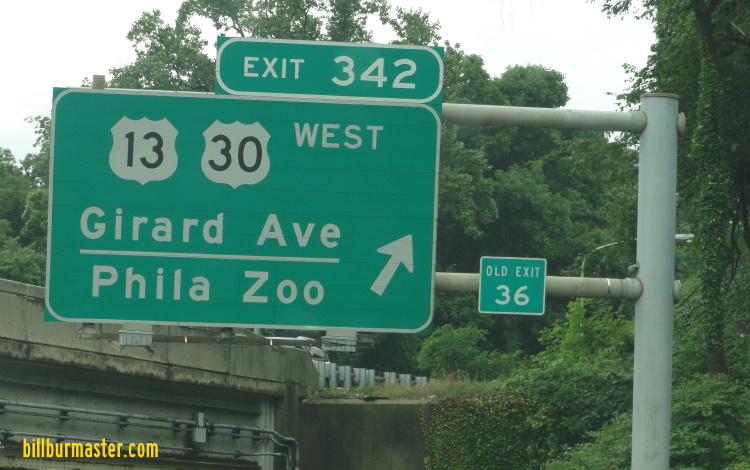 EXIT 342
13 30 WEST
Girard Ave
Phila Zoo
OLD EXIT
36
billburmaster.com